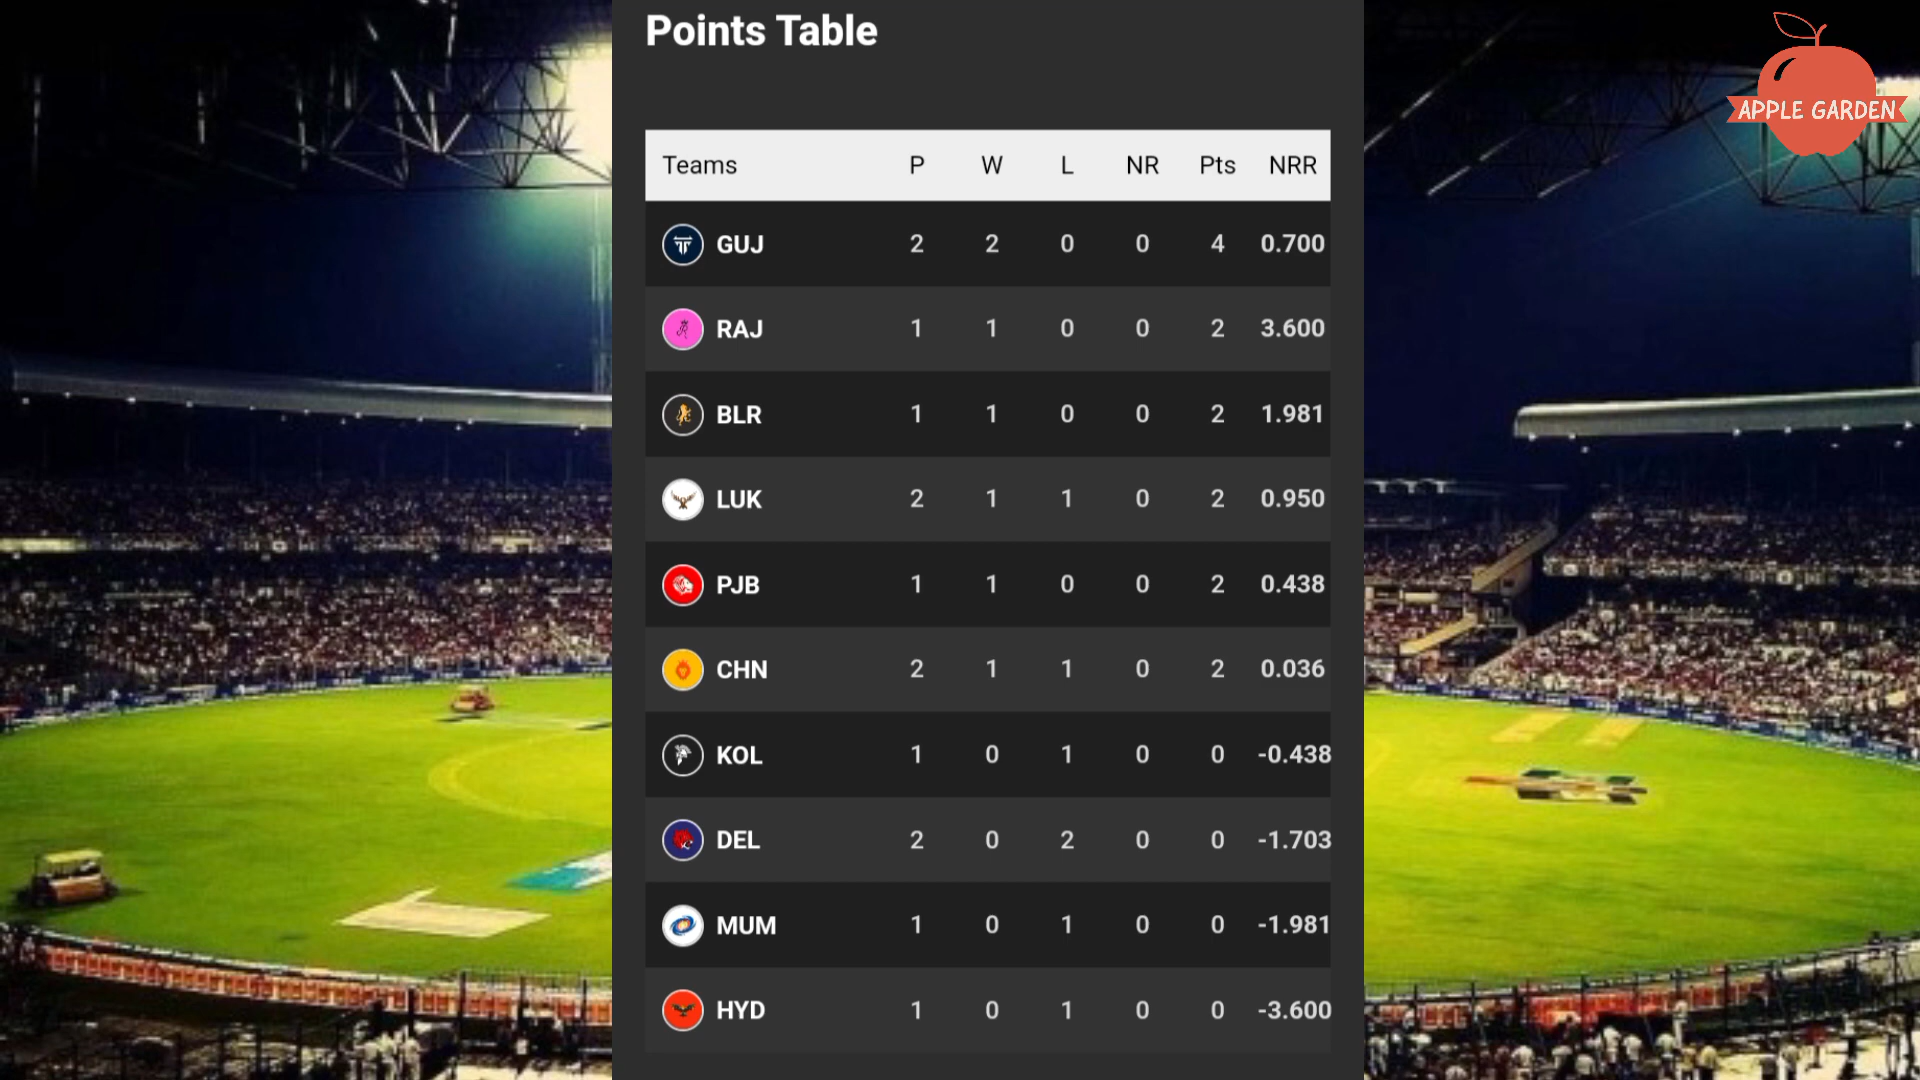 Points Table
APPLE GARDEN
Teams P W L NR Pts NRR
GUJ 2 2 0 0 4 0.700
RAJ 1 1 0 0 2 3.600
BLR 1 1 0 0 2 1.981
LUK 2 1 1 0 2 0.950
PJB 1 1 0 0 2 0.438
CHN 2 1 1 0 2 0.036
KOL 1 0 1 0 0 -0.438
DEL 2 0 2 0 0 -1.703
MUM 1 0 1 0 0 -1.981
HYD 1 0 1 0 0 -3.600